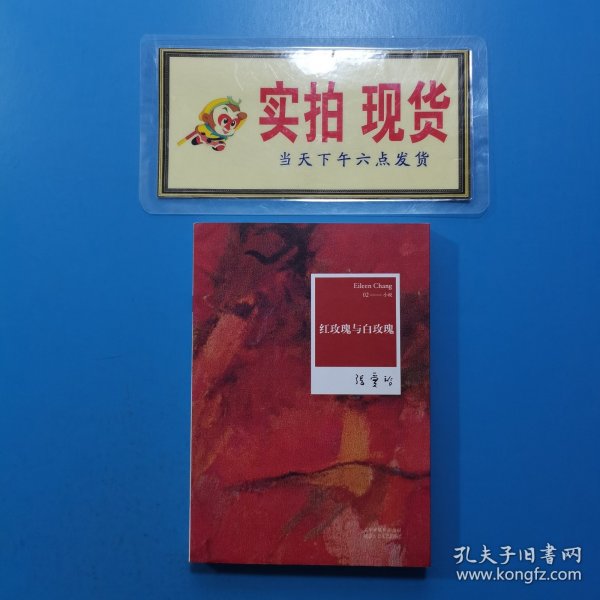 实拍 现货
当天下午六点发货
Eileen Chang
02 —— 小说
红玫瑰与白玫瑰
张爱玲
孔夫子旧书网
www.kongfz.com